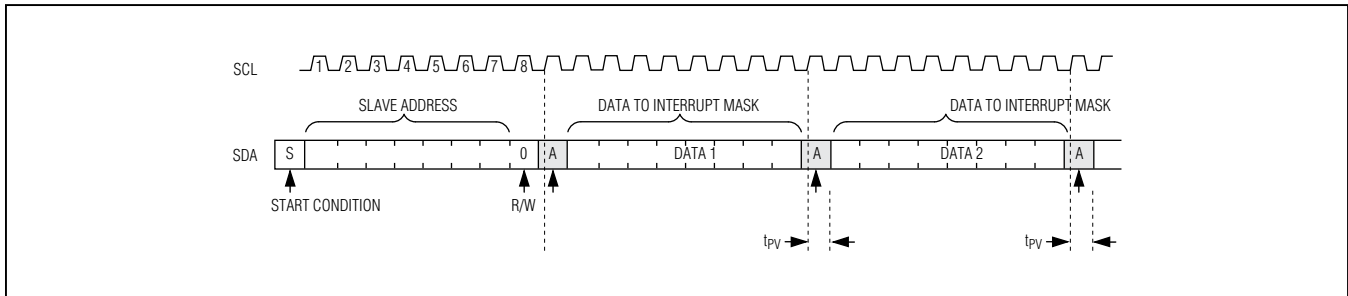 SCL 1 2 3 4 5 6 7 8
SLAVE ADDRESS DATA TO INTERRUPT MASK DATA TO INTERRUPT MASK
SDA S 0 A DATA 1 A DATA 2 A
START CONDITION R/W
tPV tPV